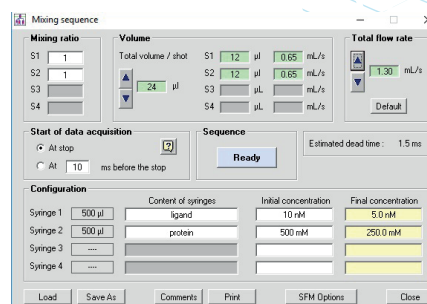 Mixing sequence
Mixing ratio
S1 1
S2 1
S3
S4
Volume
Total volume / shot
24 µl
S1 12 µl 0.65 mL/s
S2 12 µl 0.65 mL/s
S3 µL mL/s
S4 µL mL/s
Total flow rate
1.30 mL/s
Default
Start of data acquisition
At stop
At 10 ms before the stop
Sequence
Ready
Estimated dead time : 1.5 ms
Configuration
Content of syringes Initial concentration Final concentration
Syringe 1 500 µl ligand 10 nM 5.0 nM
Syringe 2 500 µl protein 500 mM 250.0 mM
Syringe 3 ----
Syringe 4 ----
Load Save As Comments Print SFM Options Close